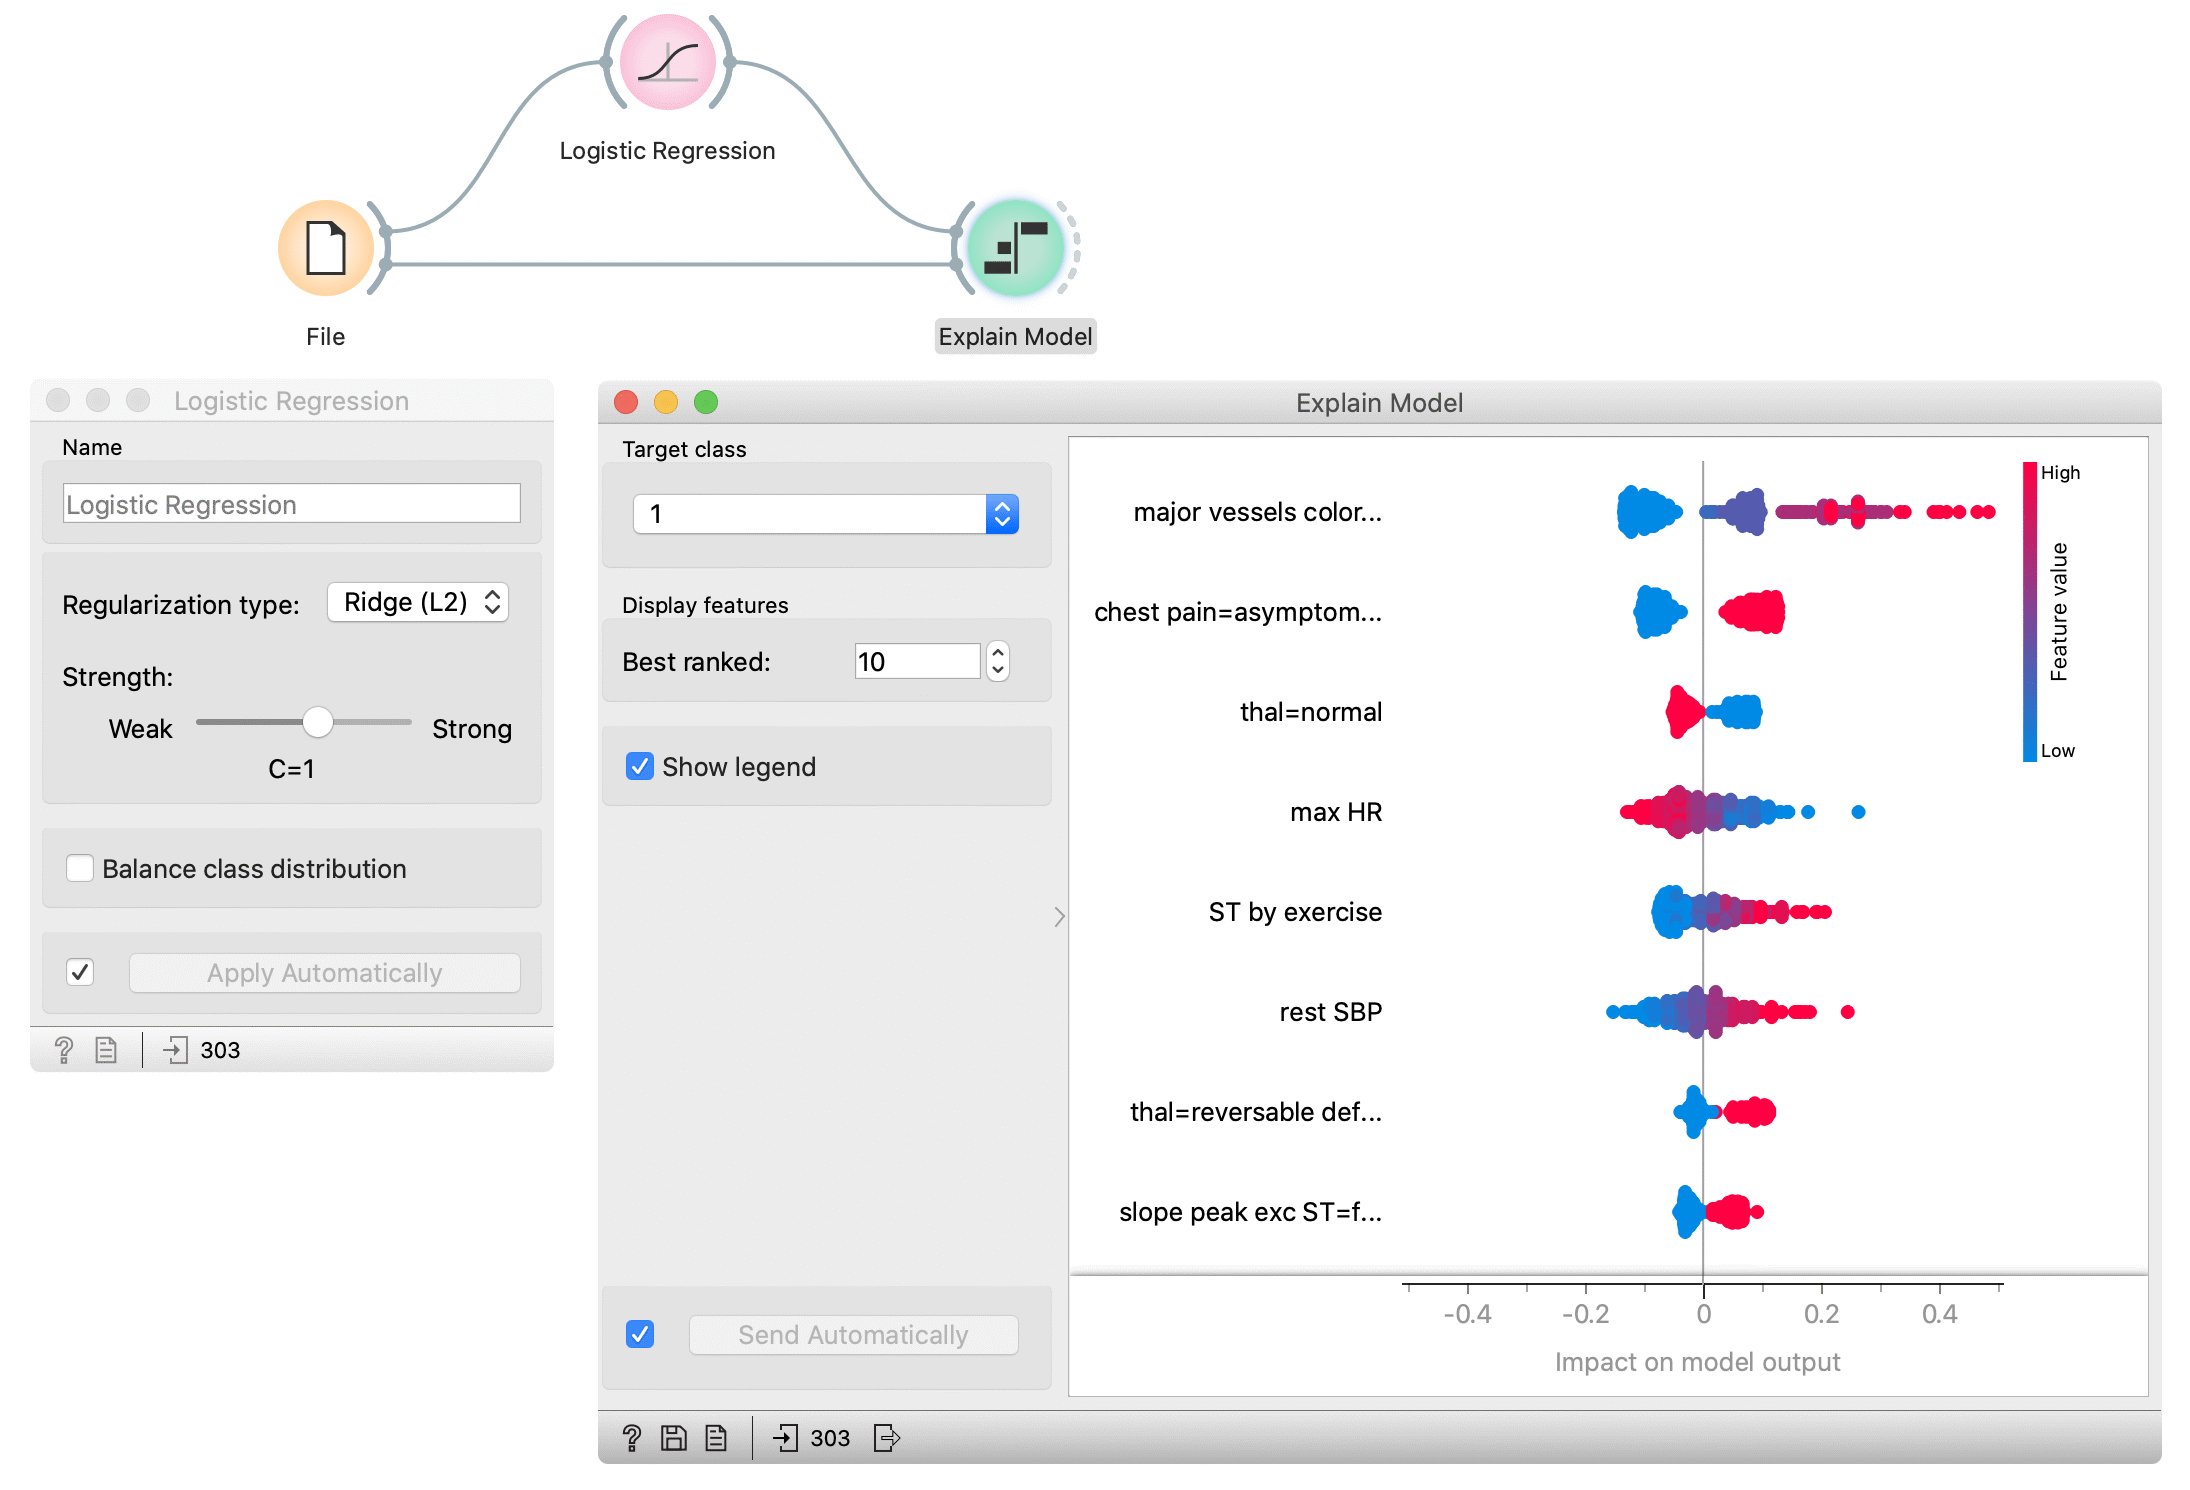 Logistic Regression
File
Explain Model
Logistic Regression
Name
Logistic Regression
Regularization type: Ridge (L2)
Strength:
Weak Strong
C=1
Balance class distribution
Apply Automatically
? 303
Explain Model
Target class
1
Display features
Best ranked: 10
Show legend
Send Automatically
major vessels color...
chest pain=asymptom...
thal=normal
max HR
ST by exercise
rest SBP
thal=reversable def...
slope peak exc ST=f...
High
Feature value
Low
-0.4 -0.2 0 0.2 0.4
Impact on model output
? 303